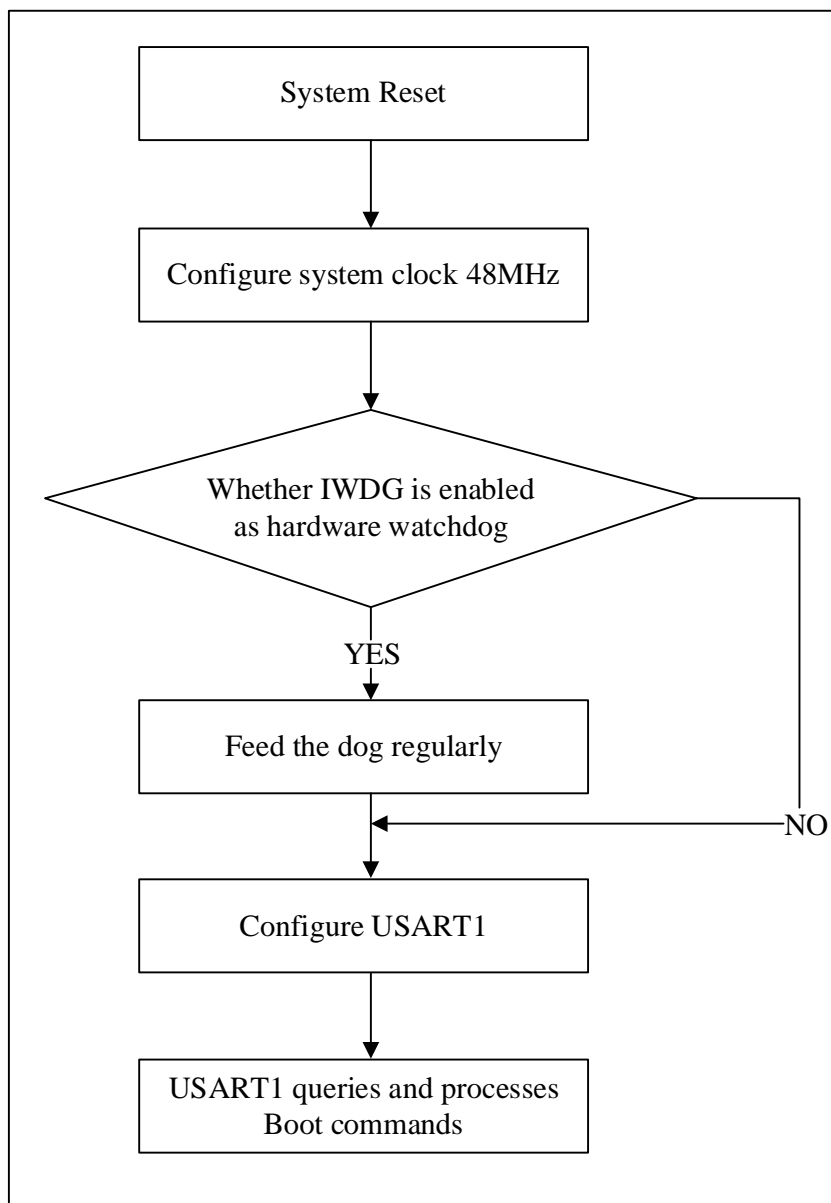 System Reset
Configure system clock 48MHz
Whether IWDG is enabled
as hardware watchdog
YES
Feed the dog regularly
NO
Configure USART1
USART1 queries and processes
Boot commands